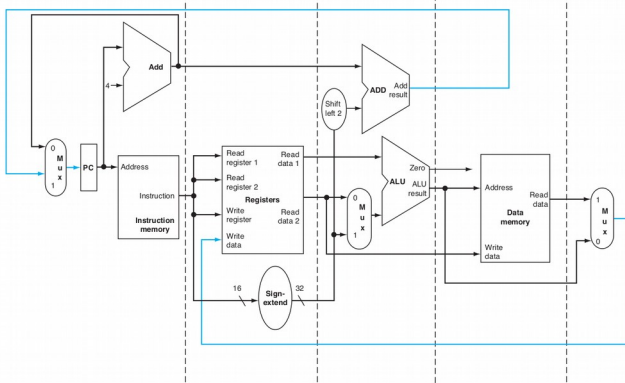 Add
4
Shift
left 2
ADD
Add
result
0
M
u
x
1
PC
Address
Instruction
Instruction
memory
Read
register 1
Read
data 1
Read
register 2
Registers
Write
register
Read
data 2
Write
data
0
M
u
x
1
Zero
ALU
ALU
result
Address
Read
data
Data
memory
Write
data
1
M
u
x
0
16
Sign-
extend
32